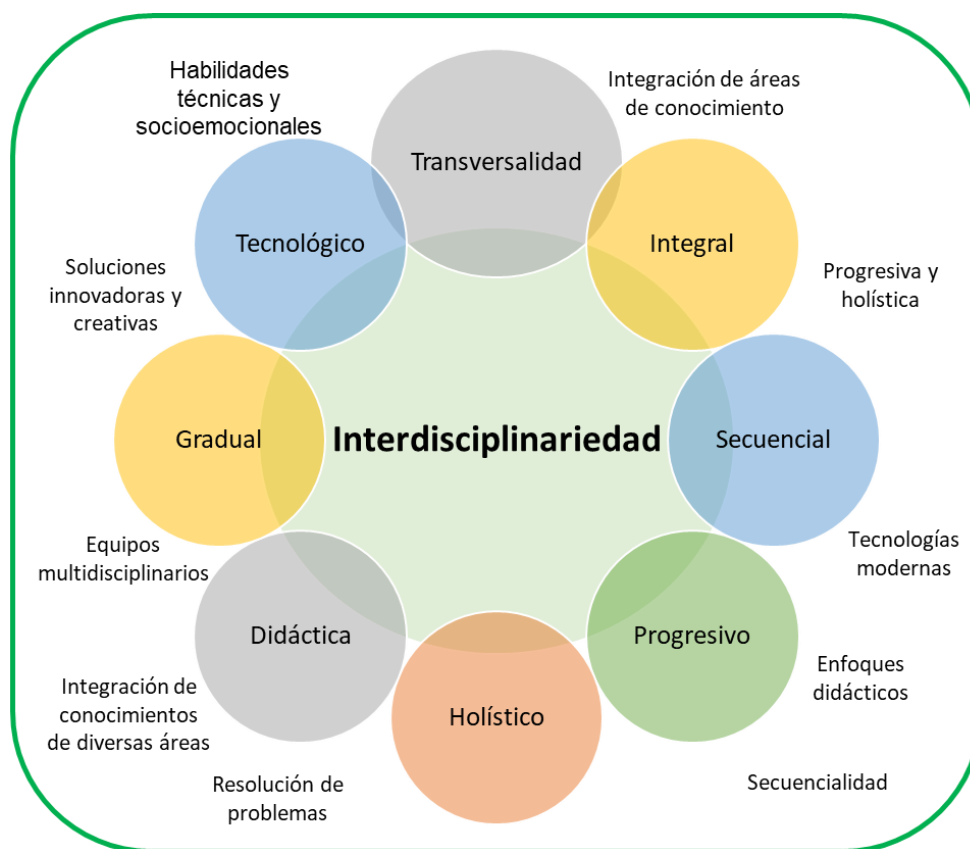 Habilidades
técnicas y
socioemocionales
Transversalidad
Integración de áreas
de conocimiento
Tecnológico
Integral
Soluciones
innovadoras y
creativas
Progresiva y
holística
Gradual
Interdisciplinariedad
Secuencial
Equipos
multidisciplinarios
Tecnologías
modernas
Didáctica
Progresivo
Enfoques
didácticos
Integración de
conocimientos
de diversas áreas
Holístico
Resolución de
problemas
Secuencialidad